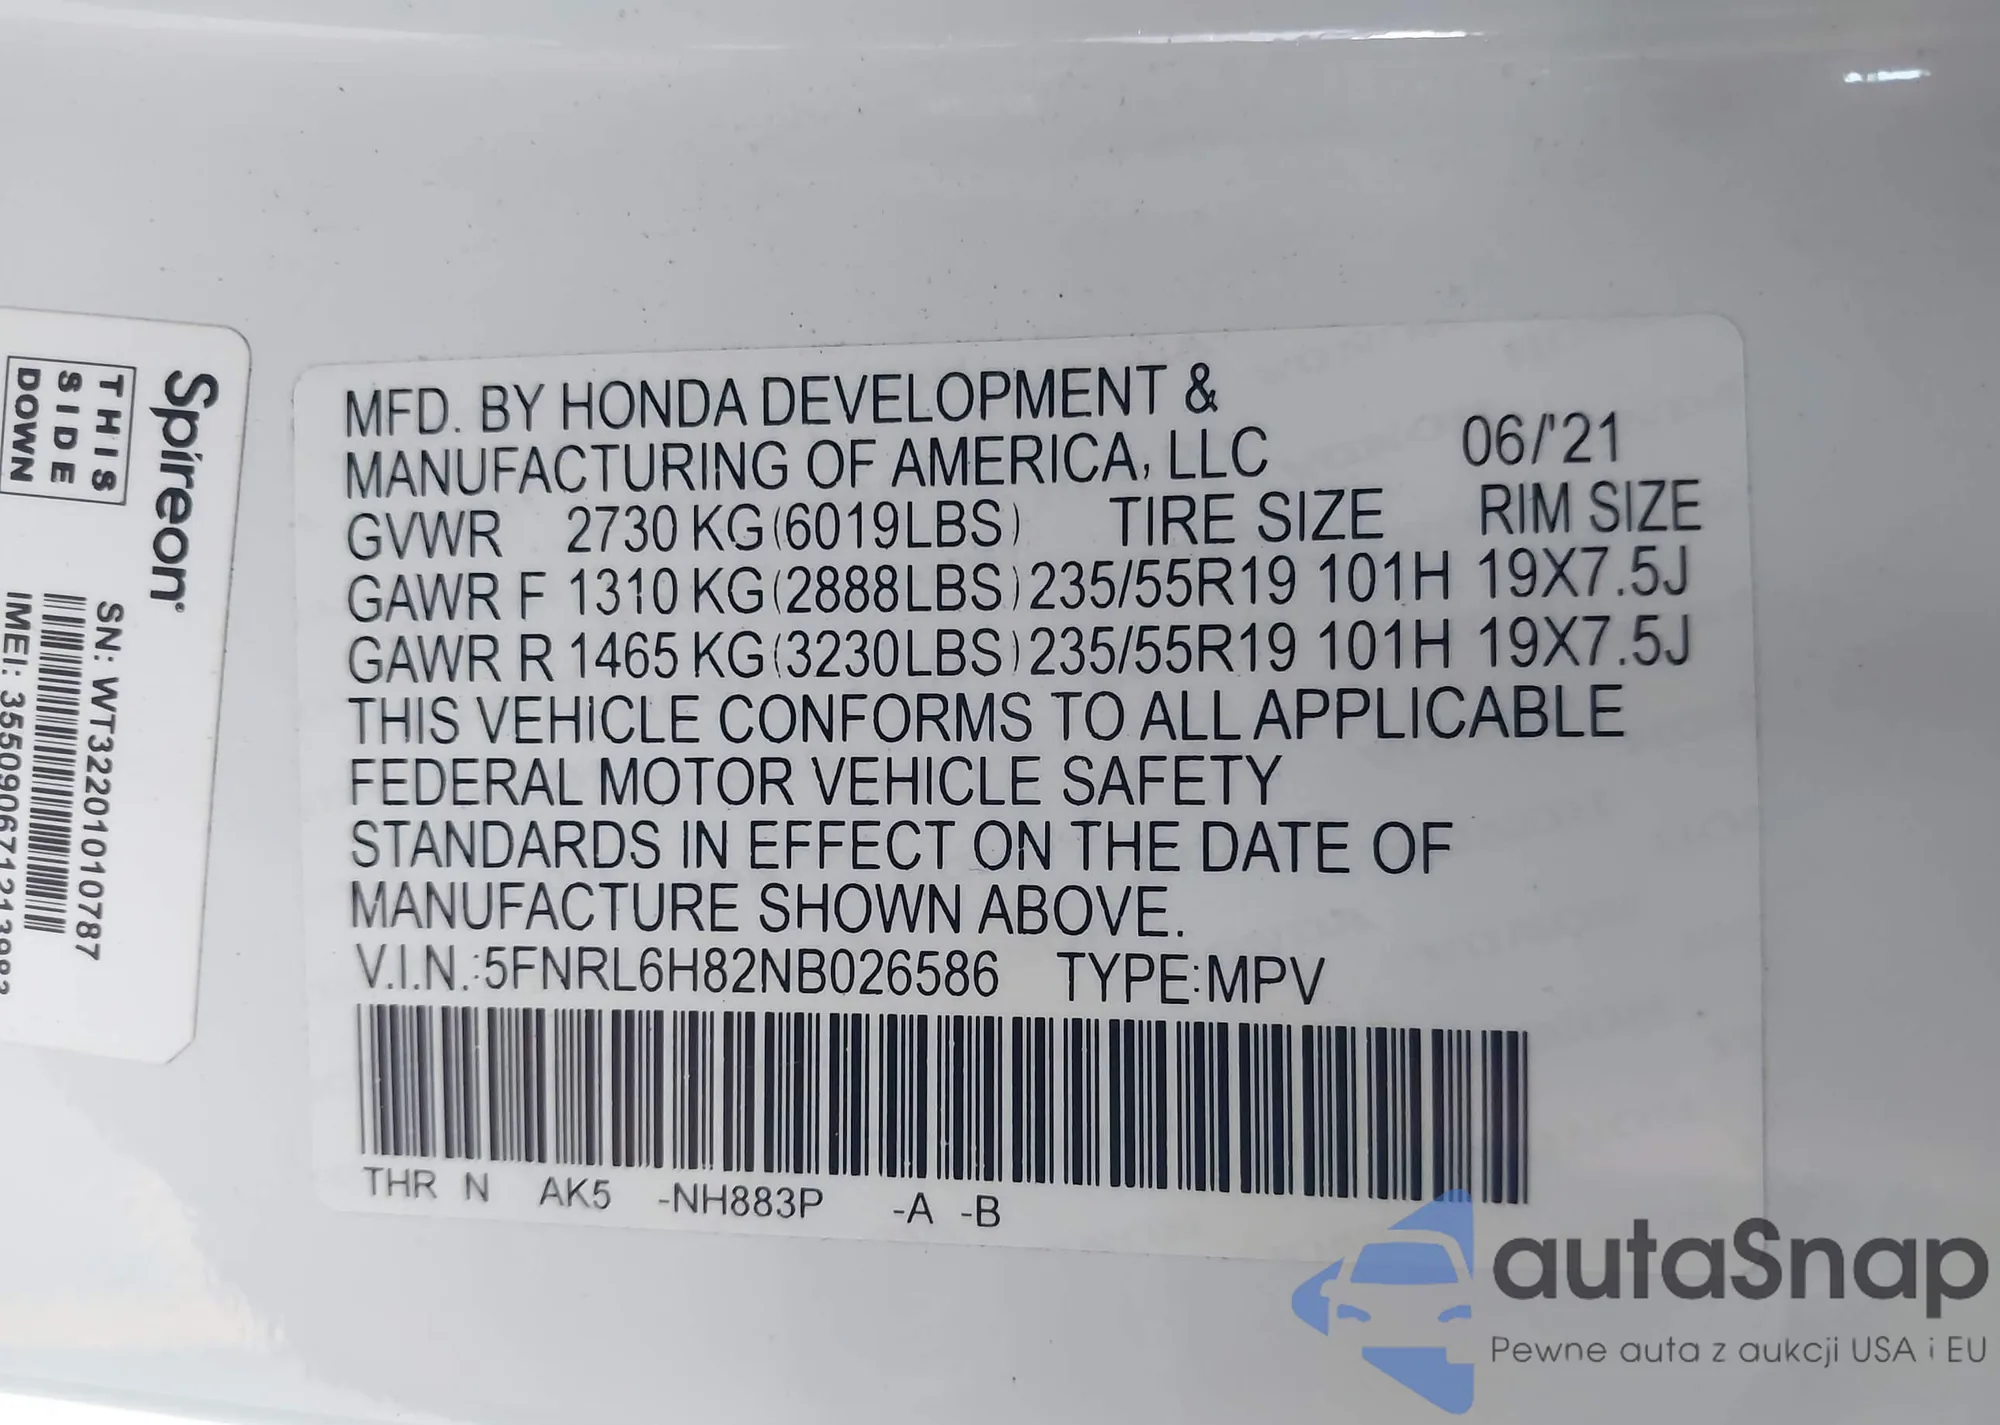 Spireon
THIS
SIDE
DOWN
SN: WT32201010787
MFD. BY HONDA DEVELOPMENT &
MANUFACTURING OF AMERICA, LLC 06/'21
GVWR 2730 KG(6019LBS) TIRE SIZE RIM SIZE
GAWR F 1310 KG(2888LBS) 235/55R19 101H 19X7.5J
GAWR R 1465 KG(3230LBS) 235/55R19 101H 19X7.5J
THIS VEHICLE CONFORMS TO ALL APPLICABLE
FEDERAL MOTOR VEHICLE SAFETY
STANDARDS IN EFFECT ON THE DATE OF
MANUFACTURE SHOWN ABOVE.
V.I.N.:5FNRL6H82NB026586 TYPE:MPV
THR N AK5 -NH883P -A -B
autaSnap
Pewne auta z aukcji USA i EU